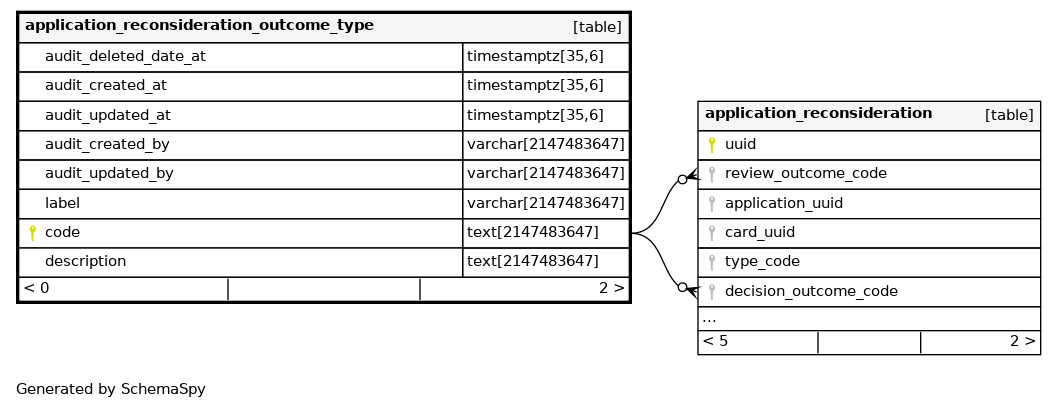 application_reconsideration_outcome_type [table]
audit_deleted_date_at timestamptz[35,6]
audit_created_at timestamptz[35,6]
audit_updated_at timestamptz[35,6]
audit_created_by varchar[2147483647]
audit_updated_by varchar[2147483647]
label varchar[2147483647]
code text[2147483647]
description text[2147483647]
< 0 2 >
application_reconsideration [table]
uuid
review_outcome_code
application_uuid
card_uuid
type_code
decision_outcome_code
...
< 5 2 >
Generated by SchemaSpy